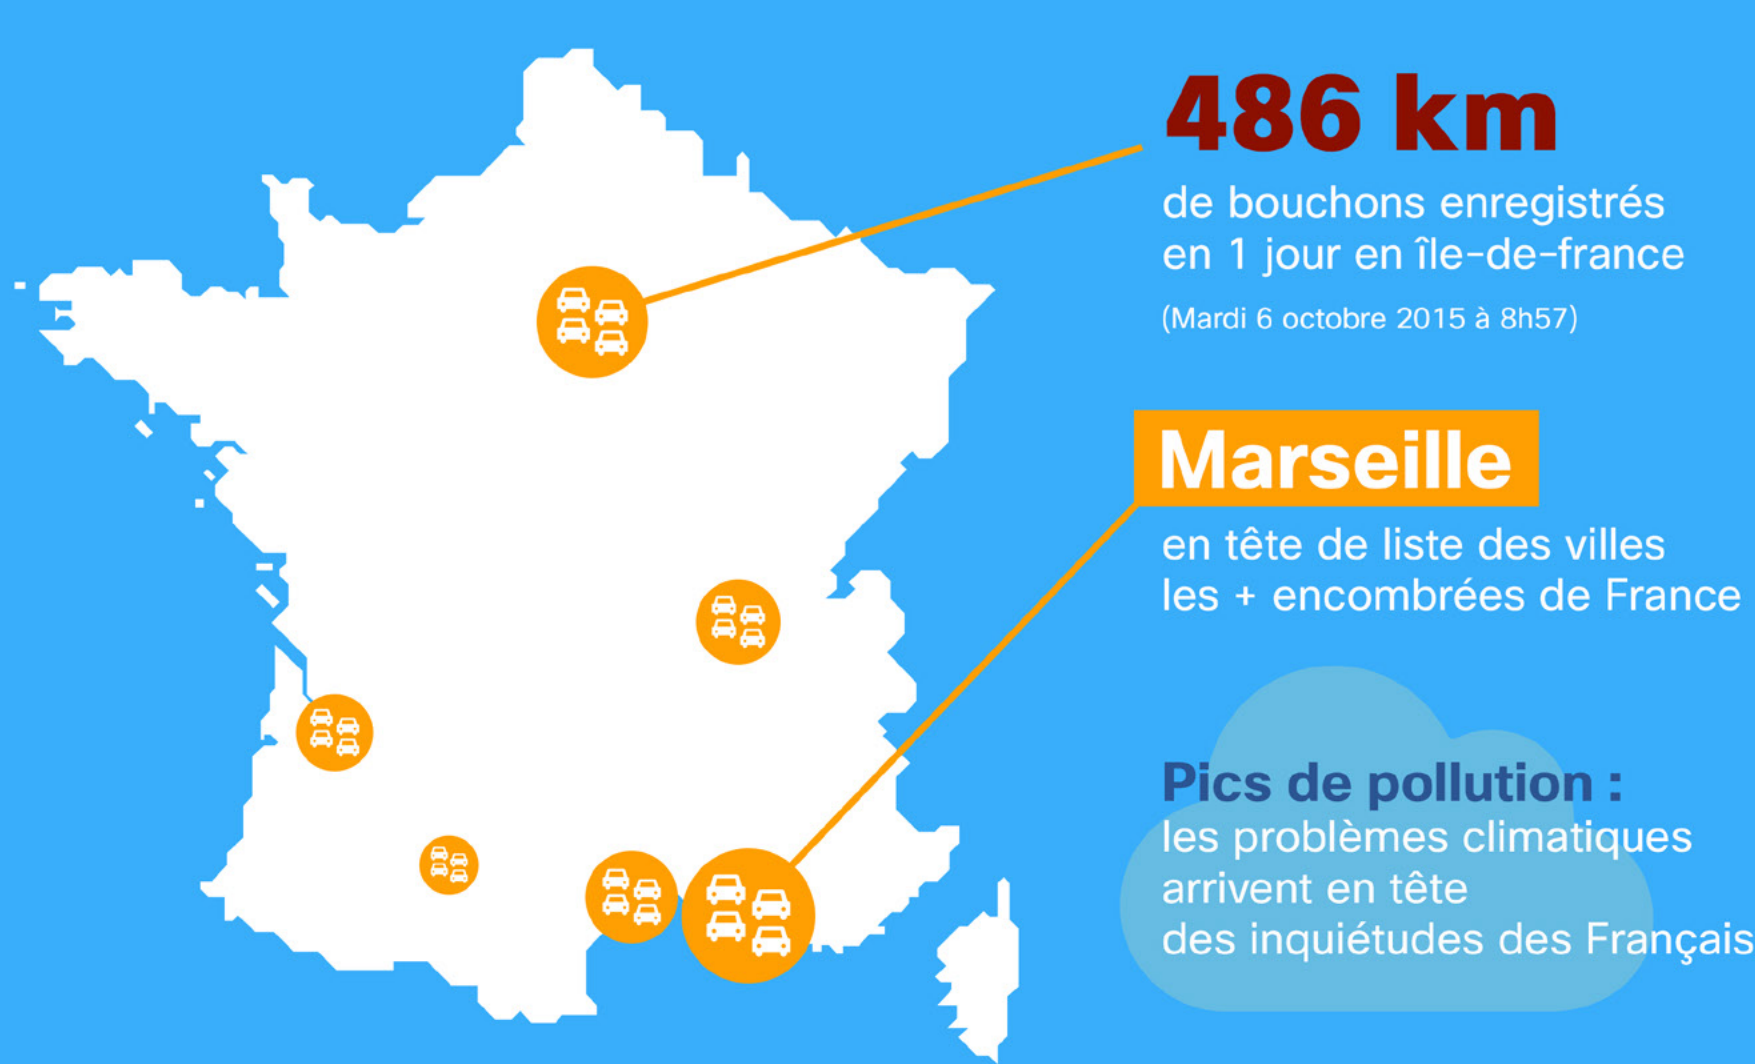 486 km
de bouchons enregistrés
en 1 jour en île-de-france
(Mardi 6 octobre 2015 à 8h57)
Marseille
en tête de liste des villes
les + encombrées de France
Pics de pollution :
les problèmes climatiques
arrivent en tête
des inquiétudes des Français